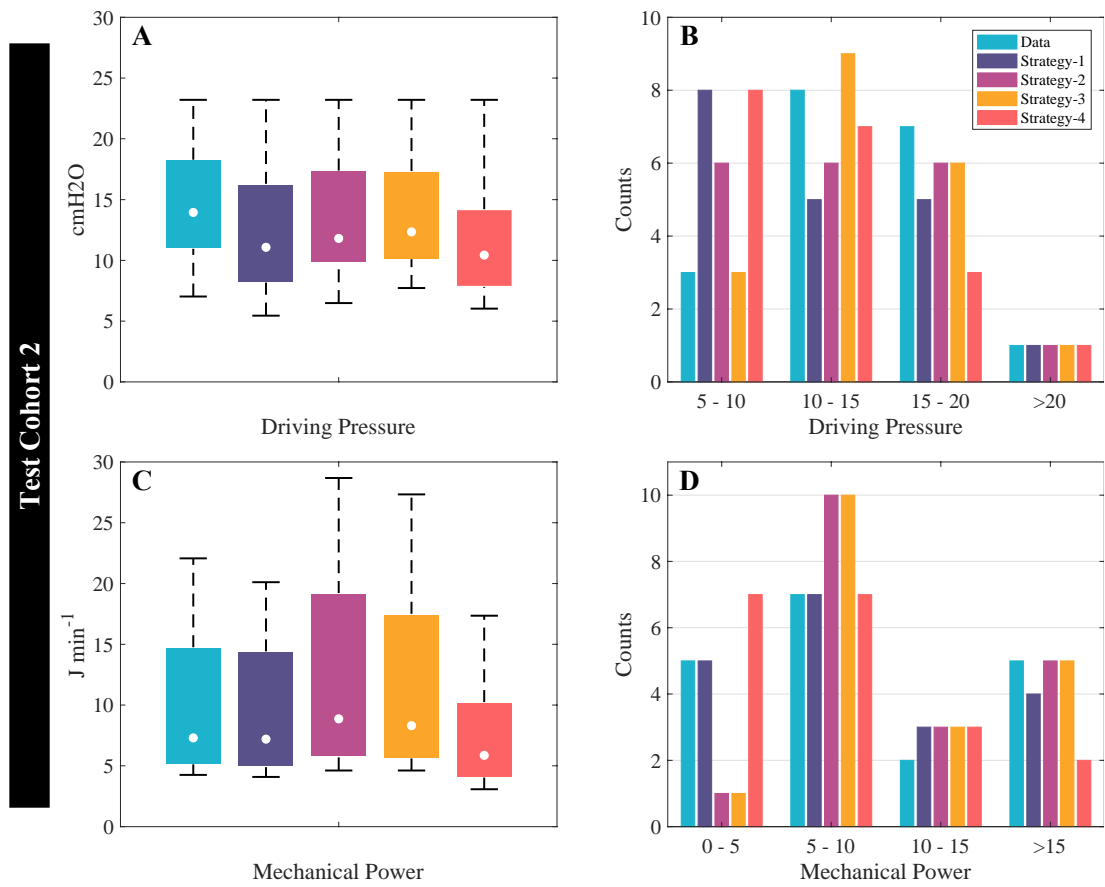 Test Cohort 2
A
30
25
20
15
10
5
0
cmH2O
Driving Pressure
B
10
8
6
4
2
0
Counts
Data
Strategy-1
Strategy-2
Strategy-3
Strategy-4
5 - 10 10 - 15 15 - 20 >20
Driving Pressure
C
30
25
20
15
10
5
0
J min⁻¹
Mechanical Power
D
10
8
6
4
2
0
Counts
0 - 5 5 - 10 10 - 15 >15
Mechanical Power